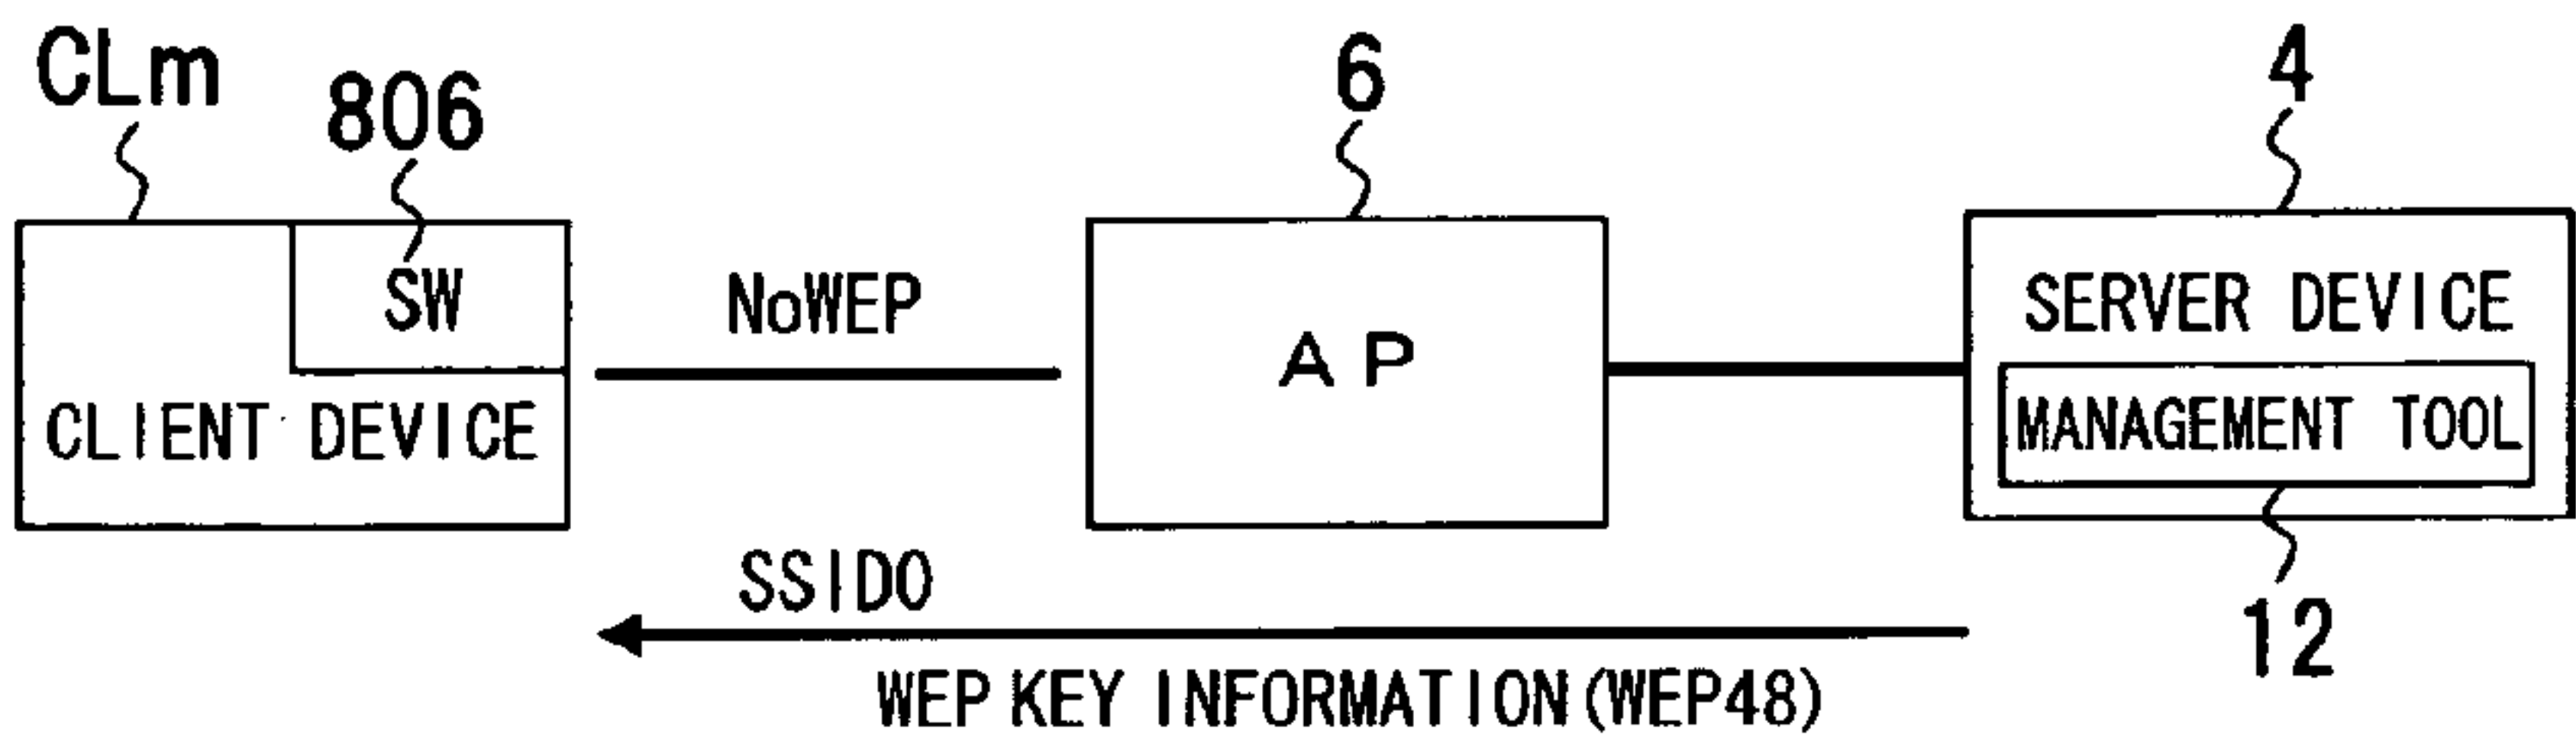 CLm
806
6
4
SW
NoWEP
AP
SERVER DEVICE
CLIENT DEVICE
MANAGEMENT TOOL
SSID0
12
WEP KEY INFORMATION (WEP48)